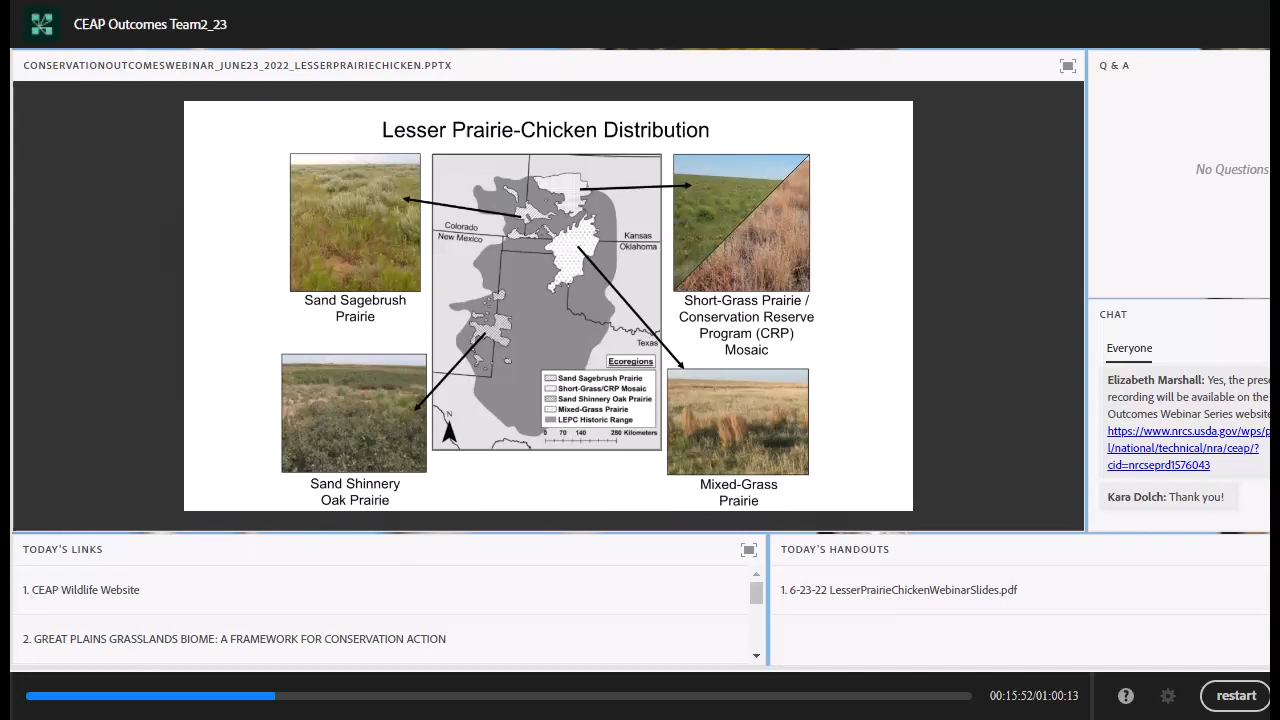 CEAP Outcomes Team2_23
CONSERVATIONOUTCOMESWEBINAR_JUNE23_2022_LESSERPRAIRIECHICKEN.PPTX
Lesser Prairie-Chicken Distribution
Sand Sagebrush
Prairie
Colorado
New Mexico
Kansas
Oklahoma
Texas
Short-Grass Prairie /
Conservation Reserve
Program (CRP)
Mosaic
Ecoregions
Sand Sagebrush Prairie
Short-Grass/CRP Mosaic
Sand Shinnery Oak Prairie
Mixed-Grass Prairie
LEPC Historic Range
N
0 70 140 280 Kilometers
Sand Shinnery
Oak Prairie
Mixed-Grass
Prairie
Q & A
No Questions
CHAT
Everyone
Elizabeth Marshall: Yes, the prese
recording will be available on the
Outcomes Webinar Series website
https://www.nrcs.usda.gov/wps/p
l/national/technical/nra/ceap/?
cid=nrcseprd1576043
Kara Dolch: Thank you!
TODAY'S LINKS
1. CEAP Wildlife Website
2. GREAT PLAINS GRASSLANDS BIOME: A FRAMEWORK FOR CONSERVATION ACTION
TODAY'S HANDOUTS
1. 6-23-22 LesserPrairieChickenWebinarSlides.pdf
00:15:52/01:00:13
?
restart